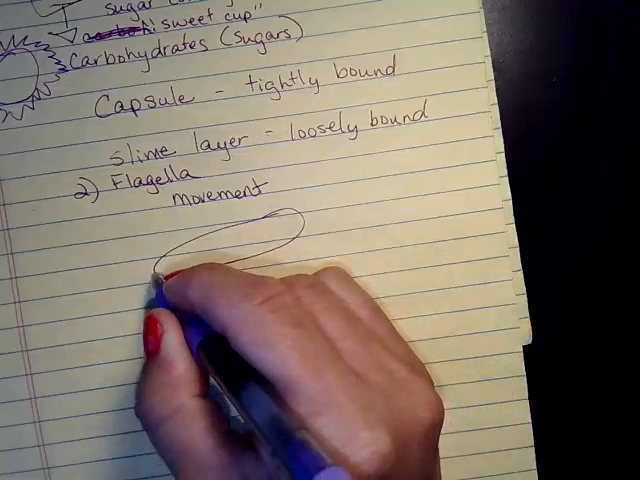 sugar
"sweet cup"
Carbohydrates (sugars)
Capsule - tightly bound
Slime layer - loosely bound
2) Flagella
movement